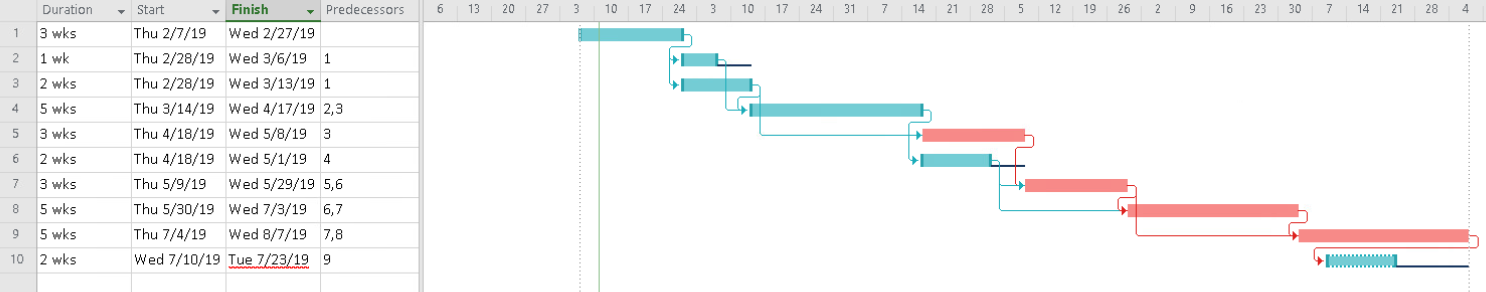 Duration Start Finish Predecessors 6 13 20 27 3 10 17 24 3 10 17 24 31 7 14 21 28 5 12 19 26 2 9 16 23 30 7 14 21 28 4
1 3 wks Thu 2/7/19 Wed 2/27/19
2 1 wk Thu 2/28/19 Wed 3/6/19 1
3 2 wks Thu 2/28/19 Wed 3/13/19 1
4 5 wks Thu 3/14/19 Wed 4/17/19 2,3
5 3 wks Thu 4/18/19 Wed 5/8/19 3
6 2 wks Thu 4/18/19 Wed 5/1/19 4
7 3 wks Thu 5/9/19 Wed 5/29/19 5,6
8 5 wks Thu 5/30/19 Wed 7/3/19 6,7
9 5 wks Thu 7/4/19 Wed 8/7/19 7,8
10 2 wks Wed 7/10/19 Tue 7/23/19 9